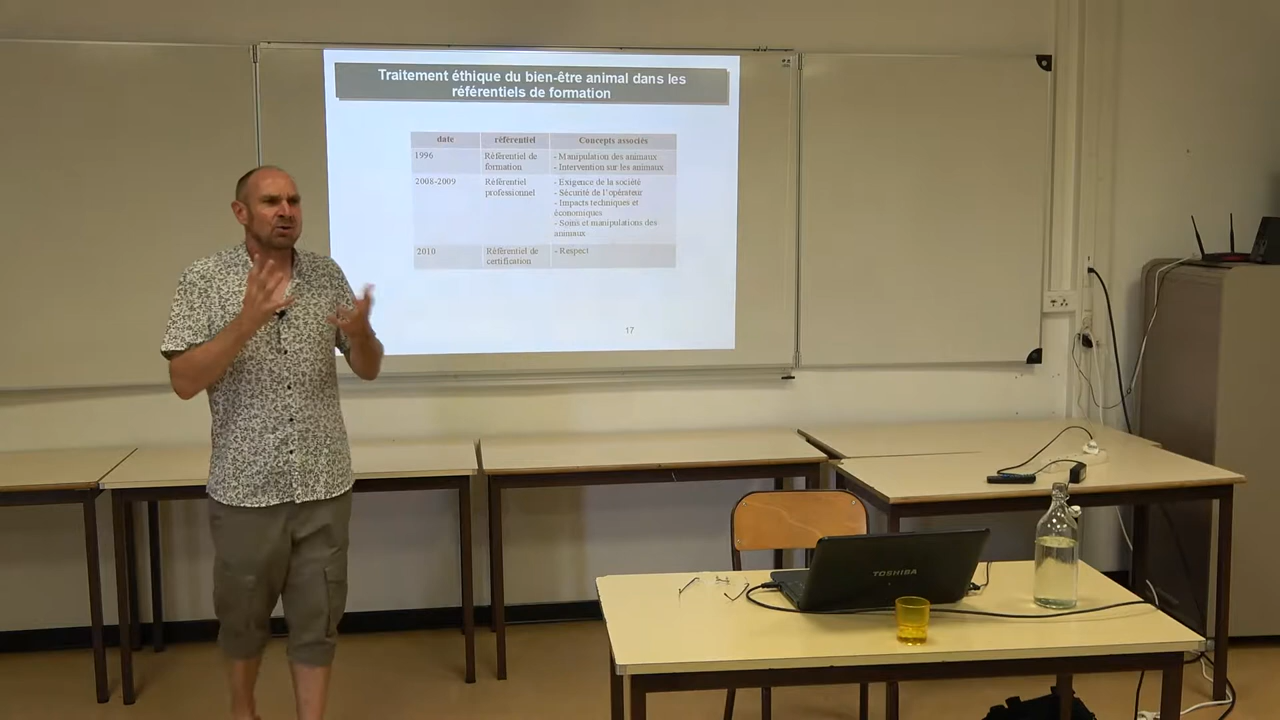 Traitement éthique du bien-être animal dans les
référentiels de formation
date référentiel Concepts associés
1996 Référentiel de formation - Manipulation des animaux
- Intervention sur les animaux
2008-2009 Référentiel professionnel - Exigence de la société
- Sécurité de l'opérateur
- Impacts techniques et
économiques
- Soins et manipulations des
animaux
2010 Référentiel de certification - Respect
17
TOSHIBA